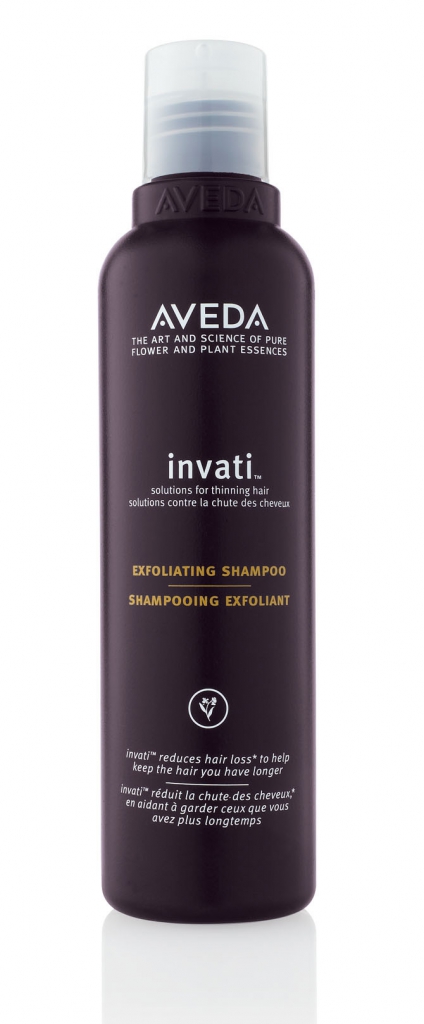 AVEDA
AVEDA
THE ART AND SCIENCE OF PURE
FLOWER AND PLANT ESSENCES
invati™
solutions for thinning hair
solutions contre la chute des cheveux
EXFOLIATING SHAMPOO
SHAMPOOING EXFOLIANT
invati™ reduces hair loss* to help
keep the hair you have longer
invati™ réduit la chute des cheveux,*
en aidant à garder ceux que vous
avez plus longtemps